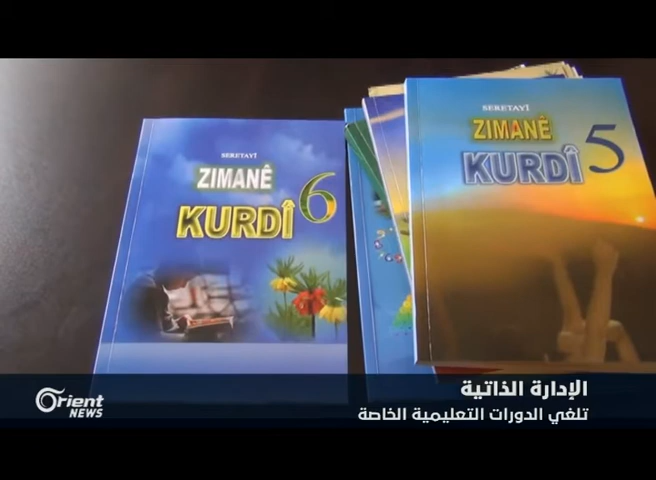 SERETAYÎ
ZIMANÊ
KURDÎ 6
SERETAYÎ
ZIMANÊ
KURDÎ 5
الإدارة الذاتية
تلغي الدورات التعليمية الخاصة
Orient
NEWS